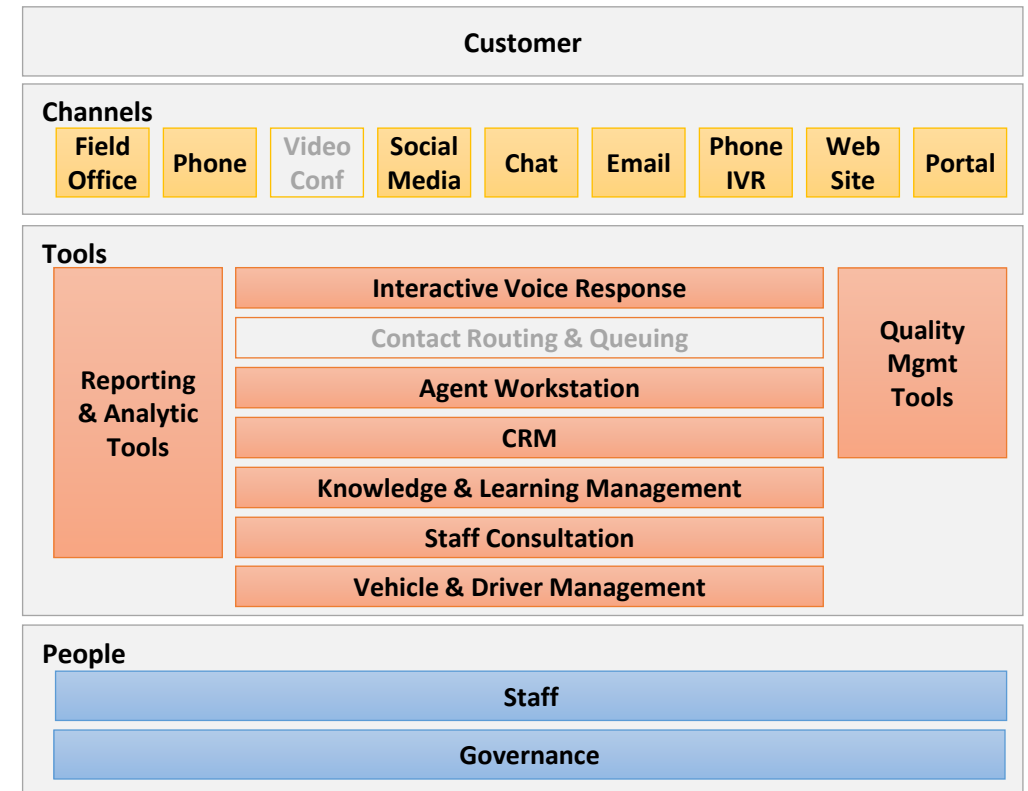 Customer
Channels
Field
Office
Phone
Video
Conf
Social
Media
Chat
Email
Phone
IVR
Web
Site
Portal
Tools
Reporting
& Analytic
Tools
Interactive Voice Response
Contact Routing & Queuing
Agent Workstation
CRM
Knowledge & Learning Management
Staff Consultation
Vehicle & Driver Management
Quality
Mgmt
Tools
People
Staff
Governance